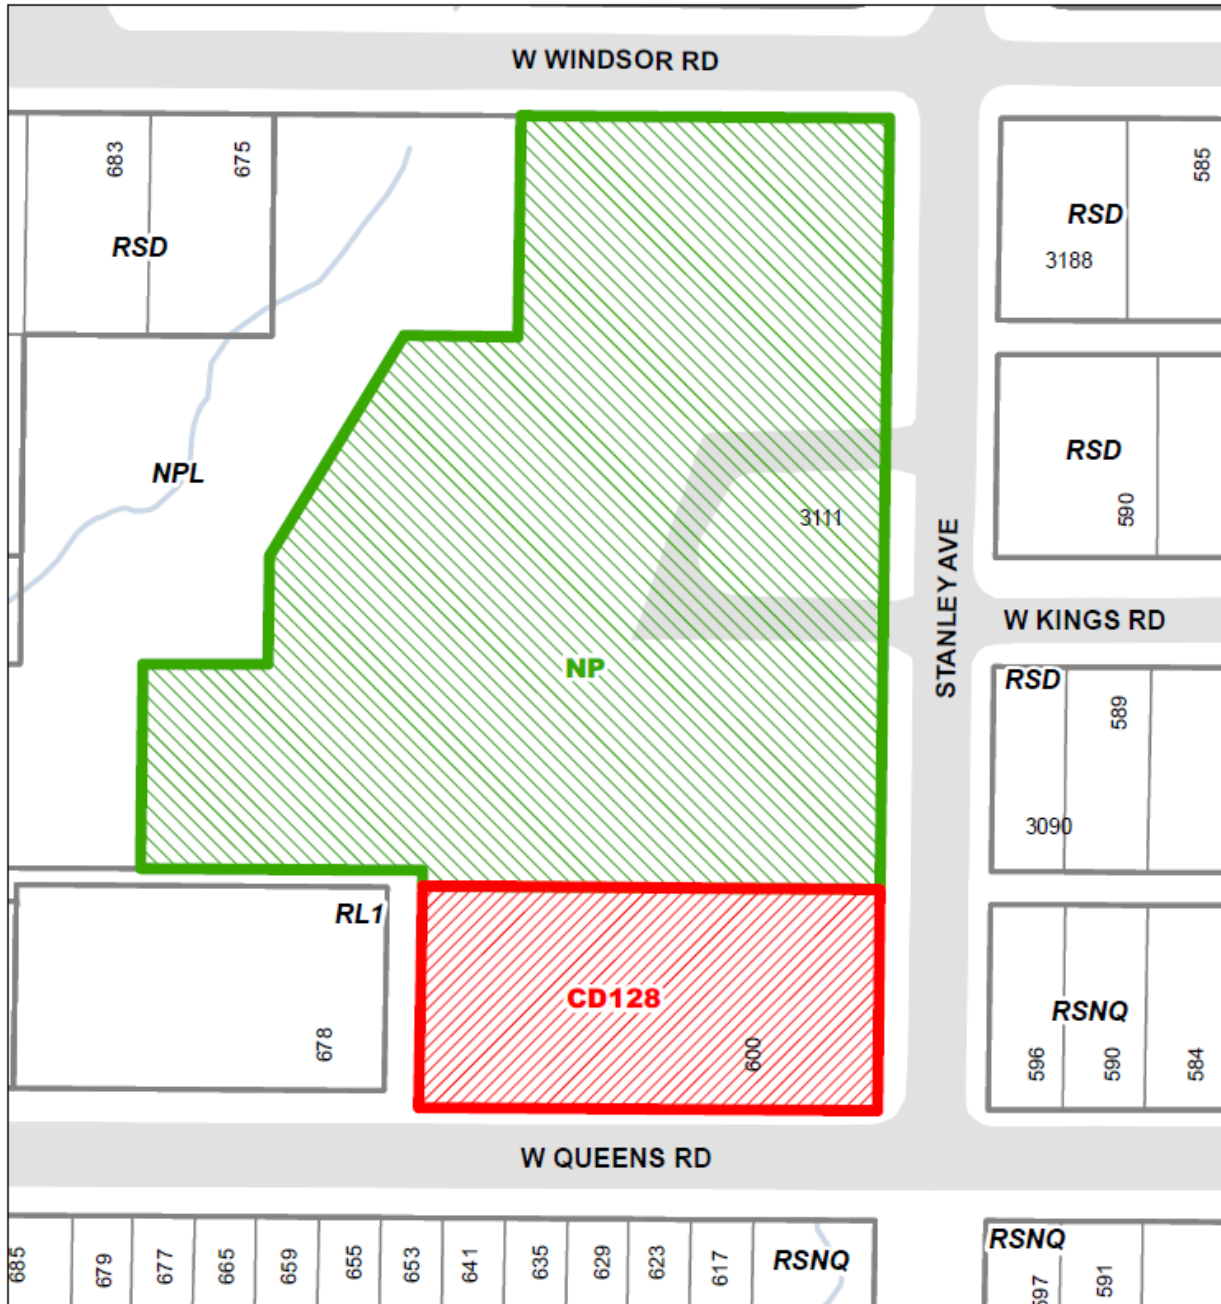 W WINDSOR RD
683
675
585
RSD
RSD
3188
RSD
NPL
590
3111
STANLEY AVE
W KINGS RD
NP
RSD
589
3090
RL1
CD128
RSNQ
678
600
596
590
584
W QUEENS RD
685
679
677
665
659
655
653
641
635
629
623
617
RSNQ
RSNQ
597
591